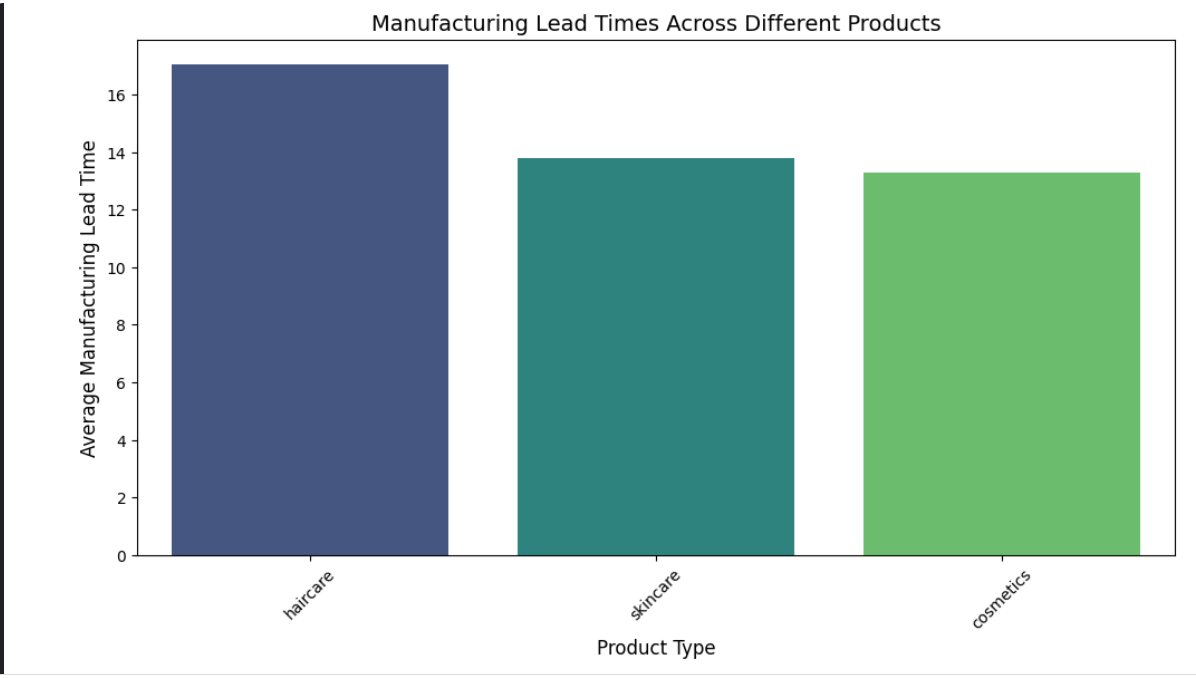 Manufacturing Lead Times Across Different Products
Average Manufacturing Lead Time
16
14
12
10
8
6
4
2
0
haircare
skincare
cosmetics
Product Type